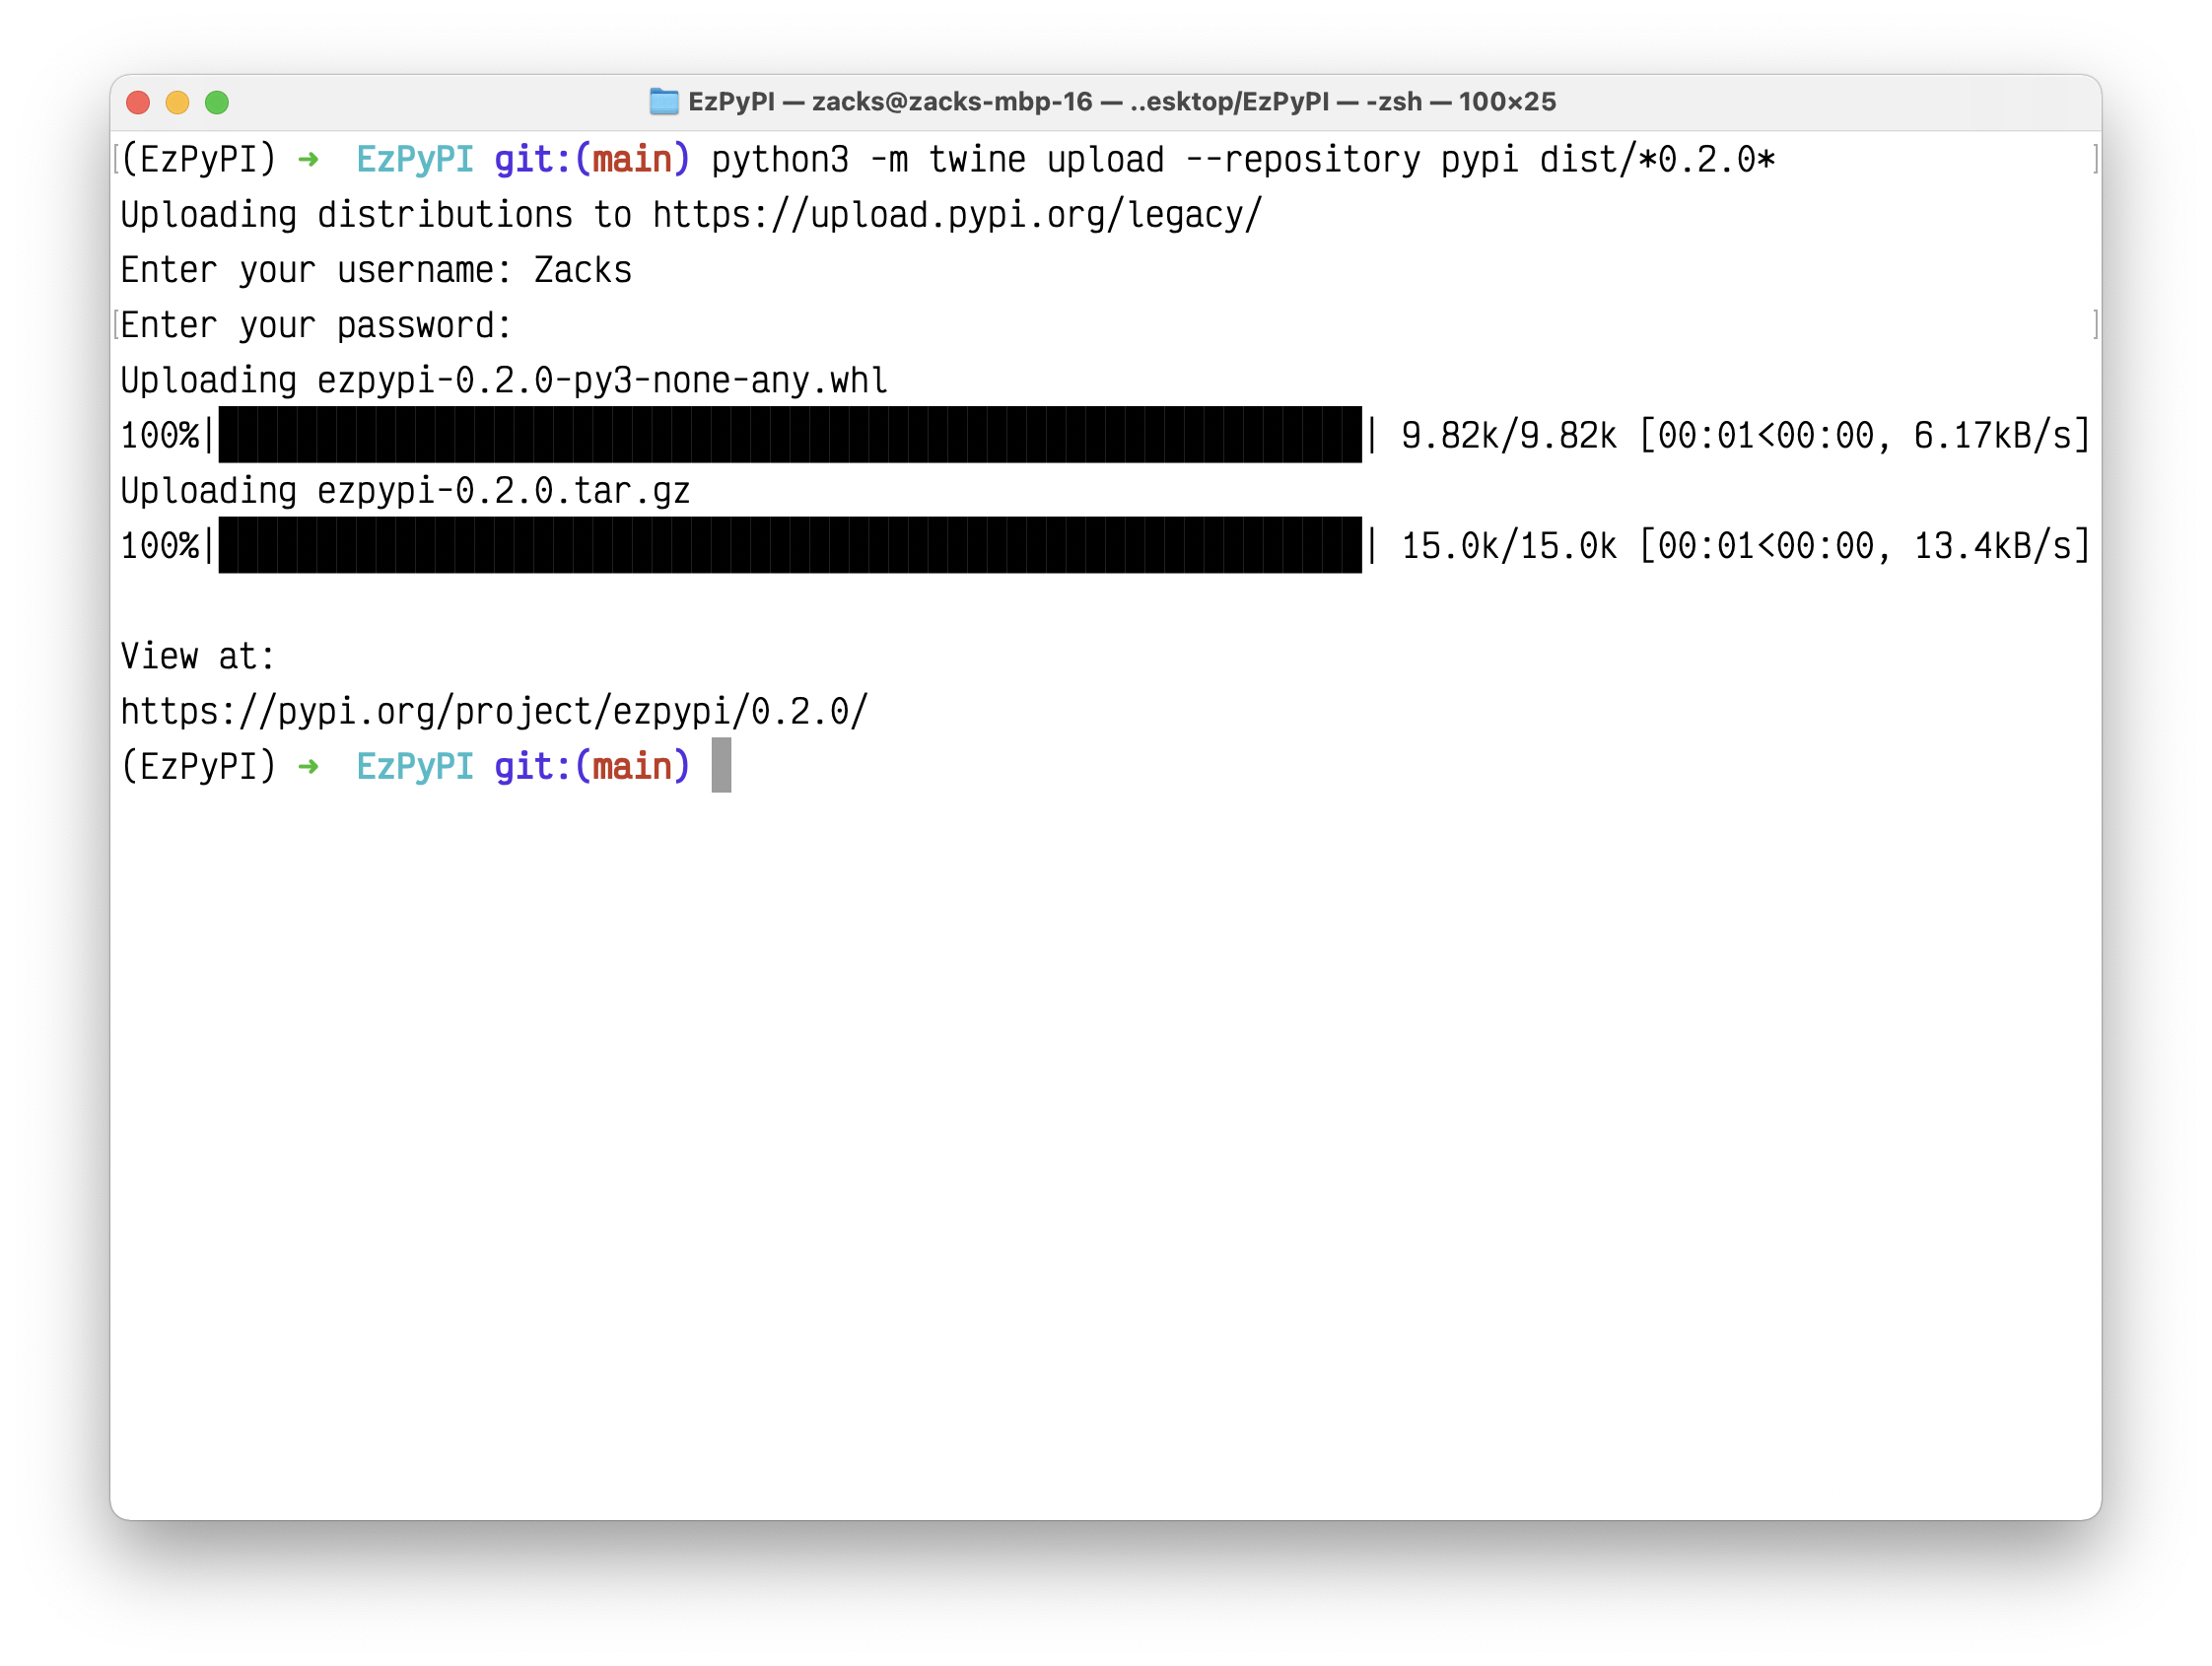 EzPyPI — zacks@zacks-mbp-16 — ..esktop/EzPyPI — -zsh — 100×25
(EzPyPI) ➜  EzPyPI git:(main) python3 -m twine upload --repository pypi dist/*0.2.0*
Uploading distributions to https://upload.pypi.org/legacy/
Enter your username: Zacks
Enter your password:
Uploading ezpypi-0.2.0-py3-none-any.whl
100%|██████████████████████████████████████████████████████████| 9.82k/9.82k [00:01<00:00, 6.17kB/s]
Uploading ezpypi-0.2.0.tar.gz
100%|██████████████████████████████████████████████████████████| 15.0k/15.0k [00:01<00:00, 13.4kB/s]
View at:
https://pypi.org/project/ezpypi/0.2.0/
(EzPyPI) ➜  EzPyPI git:(main)